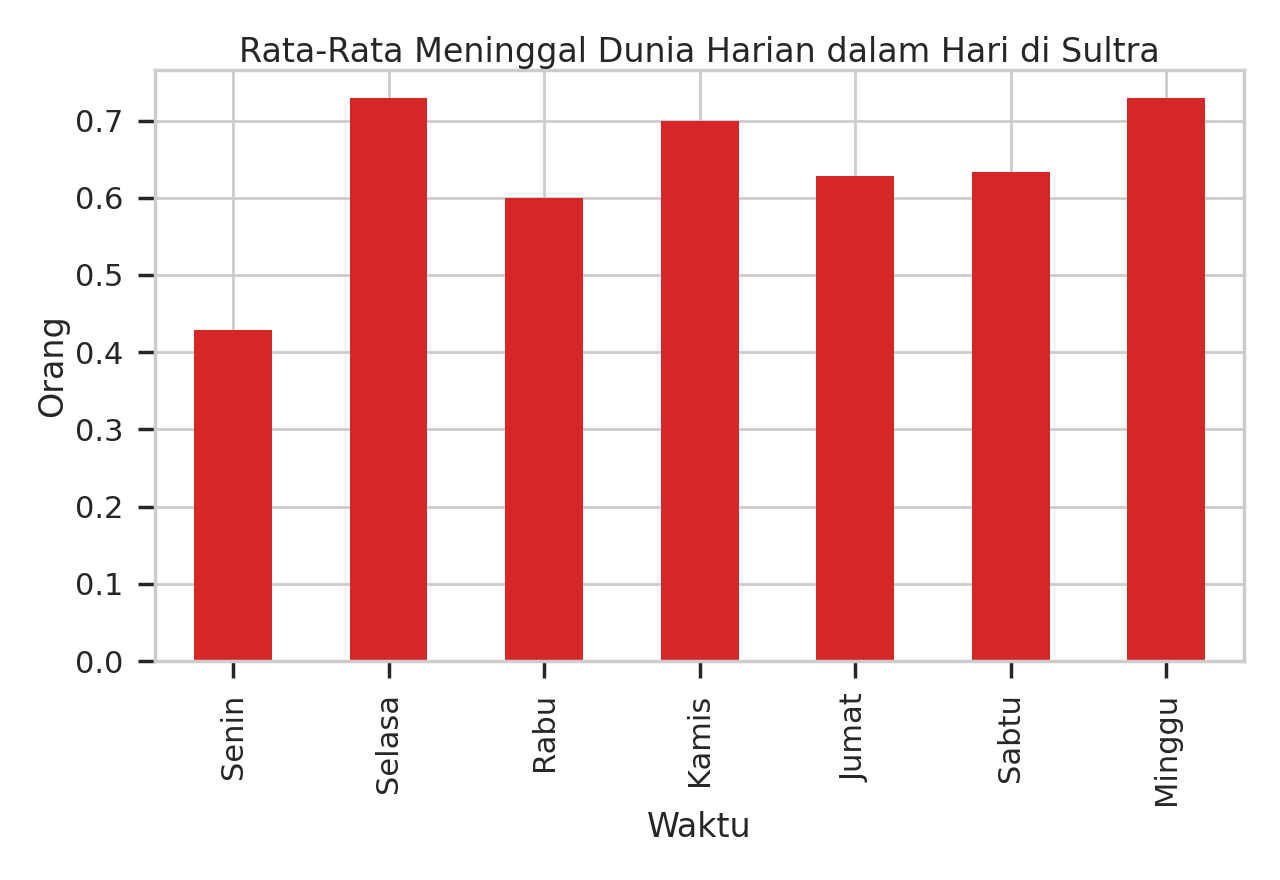 Rata-Rata Meninggal Dunia Harian dalam Hari di Sultra
Orang
0.7
0.6
0.5
0.4
0.3
0.2
0.1
0.0
Senin
Selasa
Rabu
Kamis
Jumat
Sabtu
Minggu
Waktu